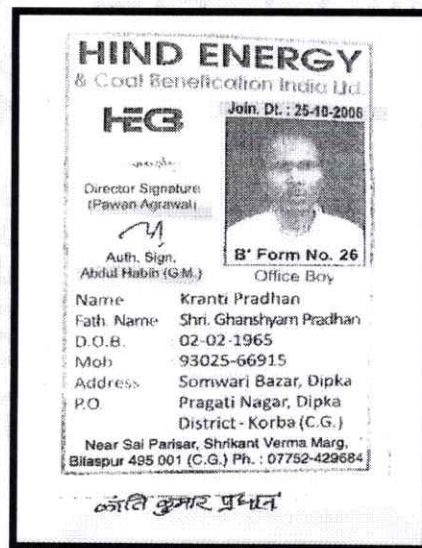 HIND ENERGY
& Coal Benefication India Ltd.
HECB
Join. Dt. : 25-10-2006
Director Signature
(Pawan Agrawal)
Auth. Sign.
Abdul Habib (G.M.)
B' Form No. 26
Office Boy
Name Kranti Pradhan
Fath. Name Shri. Ghanshyam Pradhan
D.O.B. 02-02-1965
Mob 93025-66915
Address Somwari Bazar, Dipka
P.O. Pragati Nagar, Dipka
District - Korba (C.G.)
Near Sai Parisar, Shrikant Verma Marg,
Bilaspur 495 001 (C.G.) Ph. : 07752-429684
क्रांति कुमार प्रधान